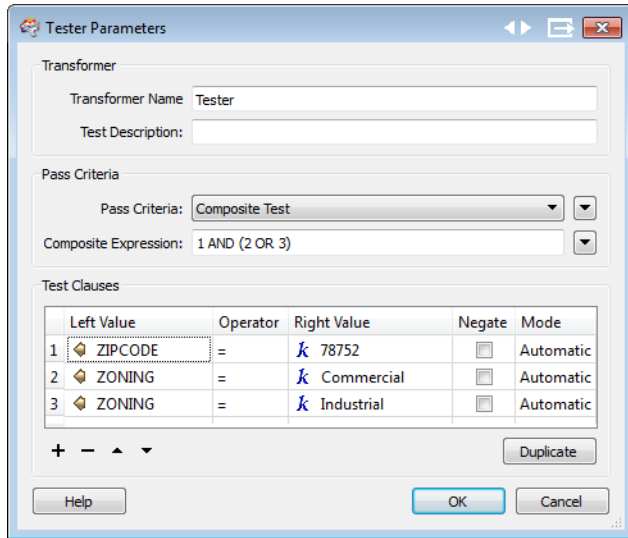 Tester Parameters
Transformer
Transformer Name Tester
Test Description:
Pass Criteria
Pass Criteria: Composite Test
Composite Expression: 1 AND (2 OR 3)
Test Clauses
Left Value Operator Right Value Negate Mode
1 ZIPCODE = k 78752 Automatic
2 ZONING = k Commercial Automatic
3 ZONING = k Industrial Automatic
Duplicate
Help OK Cancel